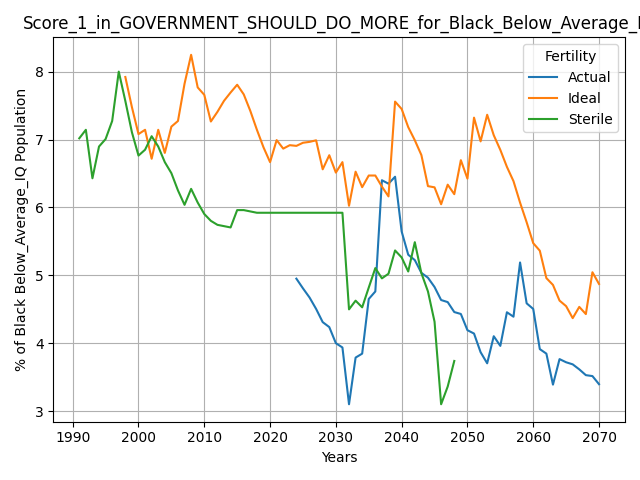 Score_1_in_GOVERNMENT_SHOULD_DO_MORE_for_Black_Below_Average_
% of Black Below_Average_IQ Population
Fertility
Actual
Ideal
Sterile
8
7
6
5
4
3
1990 2000 2010 2020 2030 2040 2050 2060 2070
Years